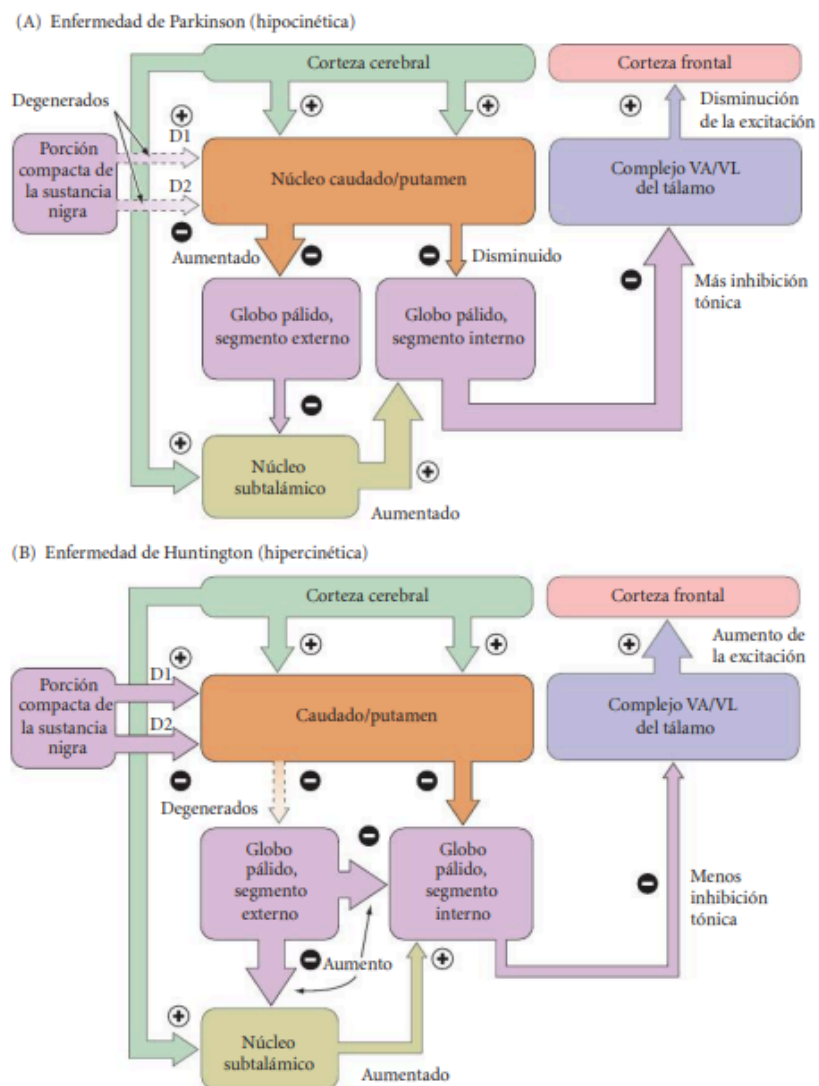 (A) Enfermedad de Parkinson (hipocinética)
Corteza cerebral
Corteza frontal
Degenerados
D1
D2
Porción
compacta de
la sustancia
nigra
Núcleo caudado/putamen
Disminución
de la excitación
Complejo VA/VL
del tálamo
Aumentado
Disminuido
Globo pálido,
segmento externo
Globo pálido,
segmento interno
Más inhibición
tónica
Núcleo
subtalámico
Aumentado
(B) Enfermedad de Huntington (hipercinética)
Corteza cerebral
Corteza frontal
D1
D2
Porción
compacta de
la sustancia
nigra
Caudado/putamen
Aumento de
la excitación
Complejo VA/VL
del tálamo
Degenerados
Globo
pálido,
segmento
externo
Globo
pálido,
segmento
interno
Menos
inhibición
tónica
Aumento
Núcleo
subtalámico
Aumentado